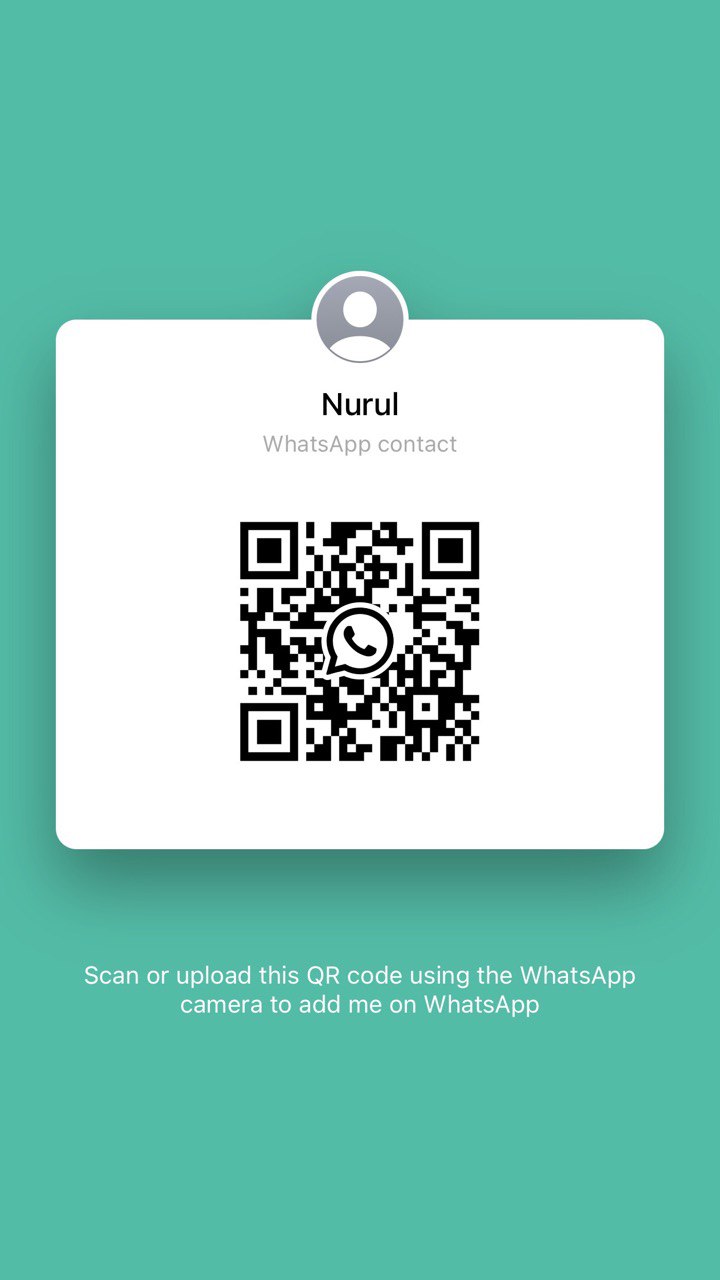 Nurul
WhatsApp contact
Scan or upload this QR code using the WhatsApp
camera to add me on WhatsApp